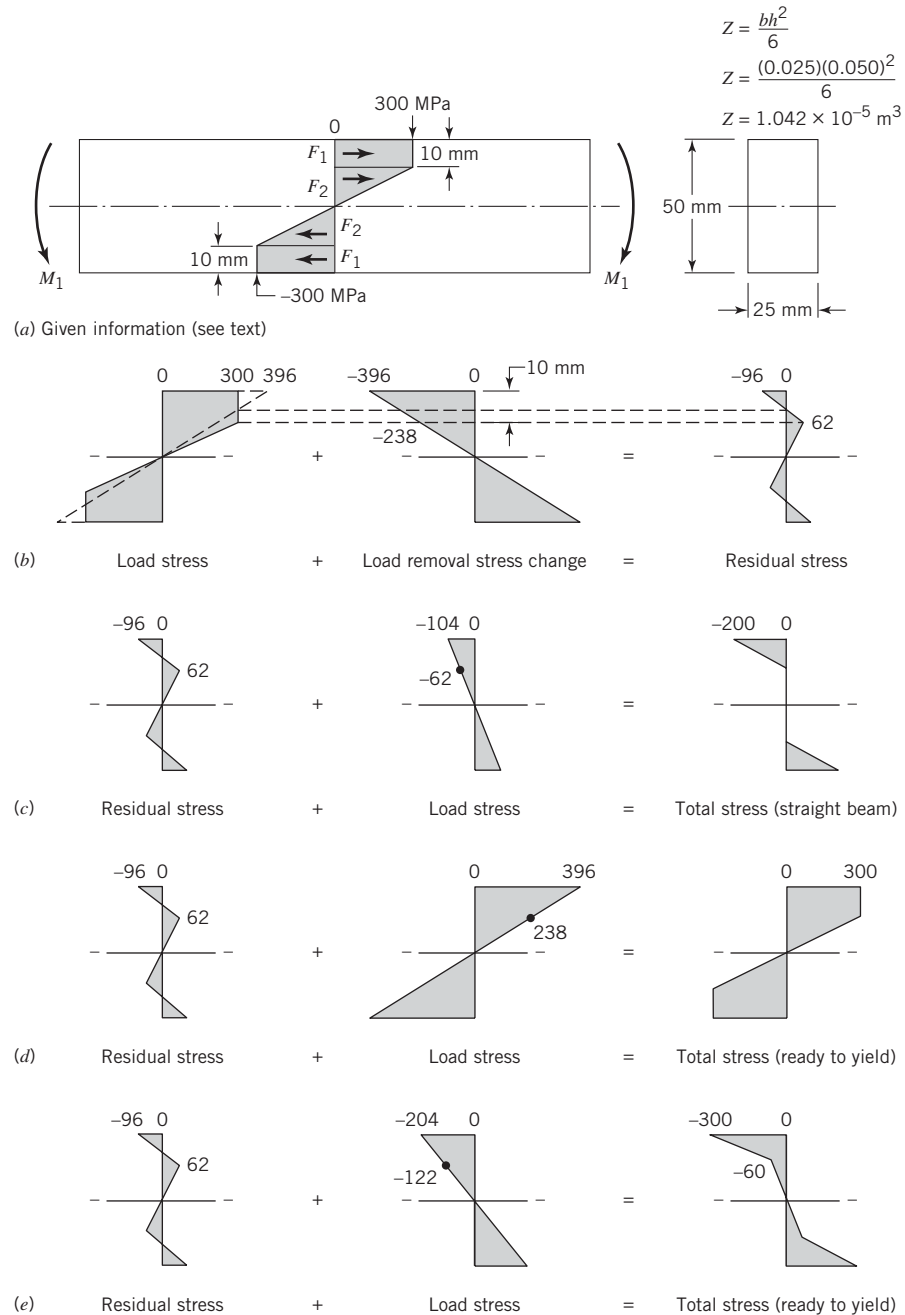 Z = bh²/6
Z = (0.025)(0.050)²/6
Z = 1.042 × 10⁻⁵ m³
300 MPa
0
F₁
10 mm
F₂
F₂
10 mm
F₁
M₁
M₁
–300 MPa
50 mm
25 mm
(a) Given information (see text)
0 300 396
–396 0
10 mm
–96 0
–238
62
– – + – – = – –
(b) Load stress + Load removal stress change = Residual stress
–96 0
–104 0
–200 0
62
–62
– – + – – = – –
(c) Residual stress + Load stress = Total stress (straight beam)
–96 0
0 396
0 300
62
238
– – + – – = – –
(d) Residual stress + Load stress = Total stress (ready to yield)
–96 0
–204 0
–300 0
62
–122
–60
– – + – – = – –
(e) Residual stress + Load stress = Total stress (ready to yield)